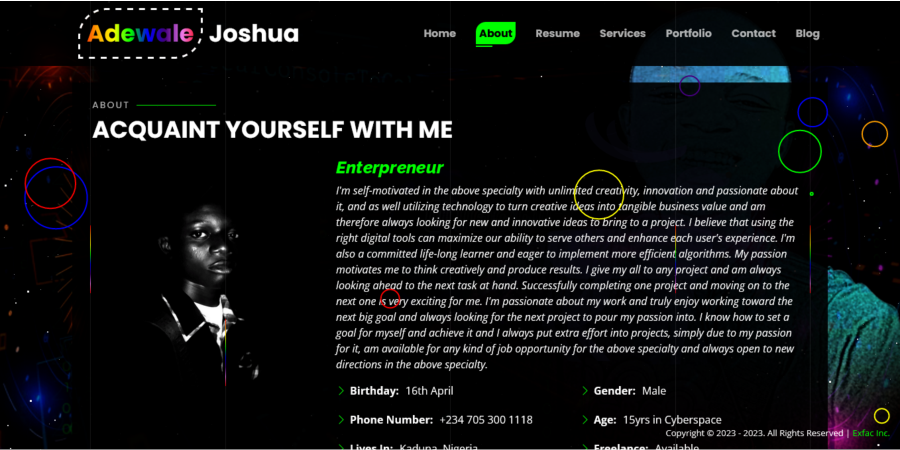 Adewale Joshua
Home About Resume Services Portfolio Contact Blog
ABOUT
ACQUAINT YOURSELF WITH ME
Enterpreneur
I'm self-motivated in the above specialty with unlimited creativity, innovation and passionate about
it, and as well utilizing technology to turn creative ideas into tangible business value and am
therefore always looking for new and innovative ideas to bring to a project. I believe that using the
right digital tools can maximize our ability to serve others and enhance each user's experience. I'm
also a committed life-long learner and eager to implement more efficient algorithms. My passion
motivates me to think creatively and produce results. I give my all to any project and am always
looking ahead to the next task at hand. Successfully completing one project and moving on to the
next one is very exciting for me. I'm passionate about my work and truly enjoy working toward the
next big goal and always looking for the next project to pour my passion into. I know how to set a
goal for myself and achieve it and I always put extra effort into projects, simply due to my passion
for it, am available for any kind of job opportunity for the above specialty and always open to new
directions in the above specialty.
Birthday: 16th April
Gender: Male
Phone Number: +234 705 300 1118
Age: 15yrs in Cyberspace
Copyright © 2023 - 2023. All Rights Reserved | Exfac Inc.
Lives In: Kaduna, Nigeria
Freelance: Available